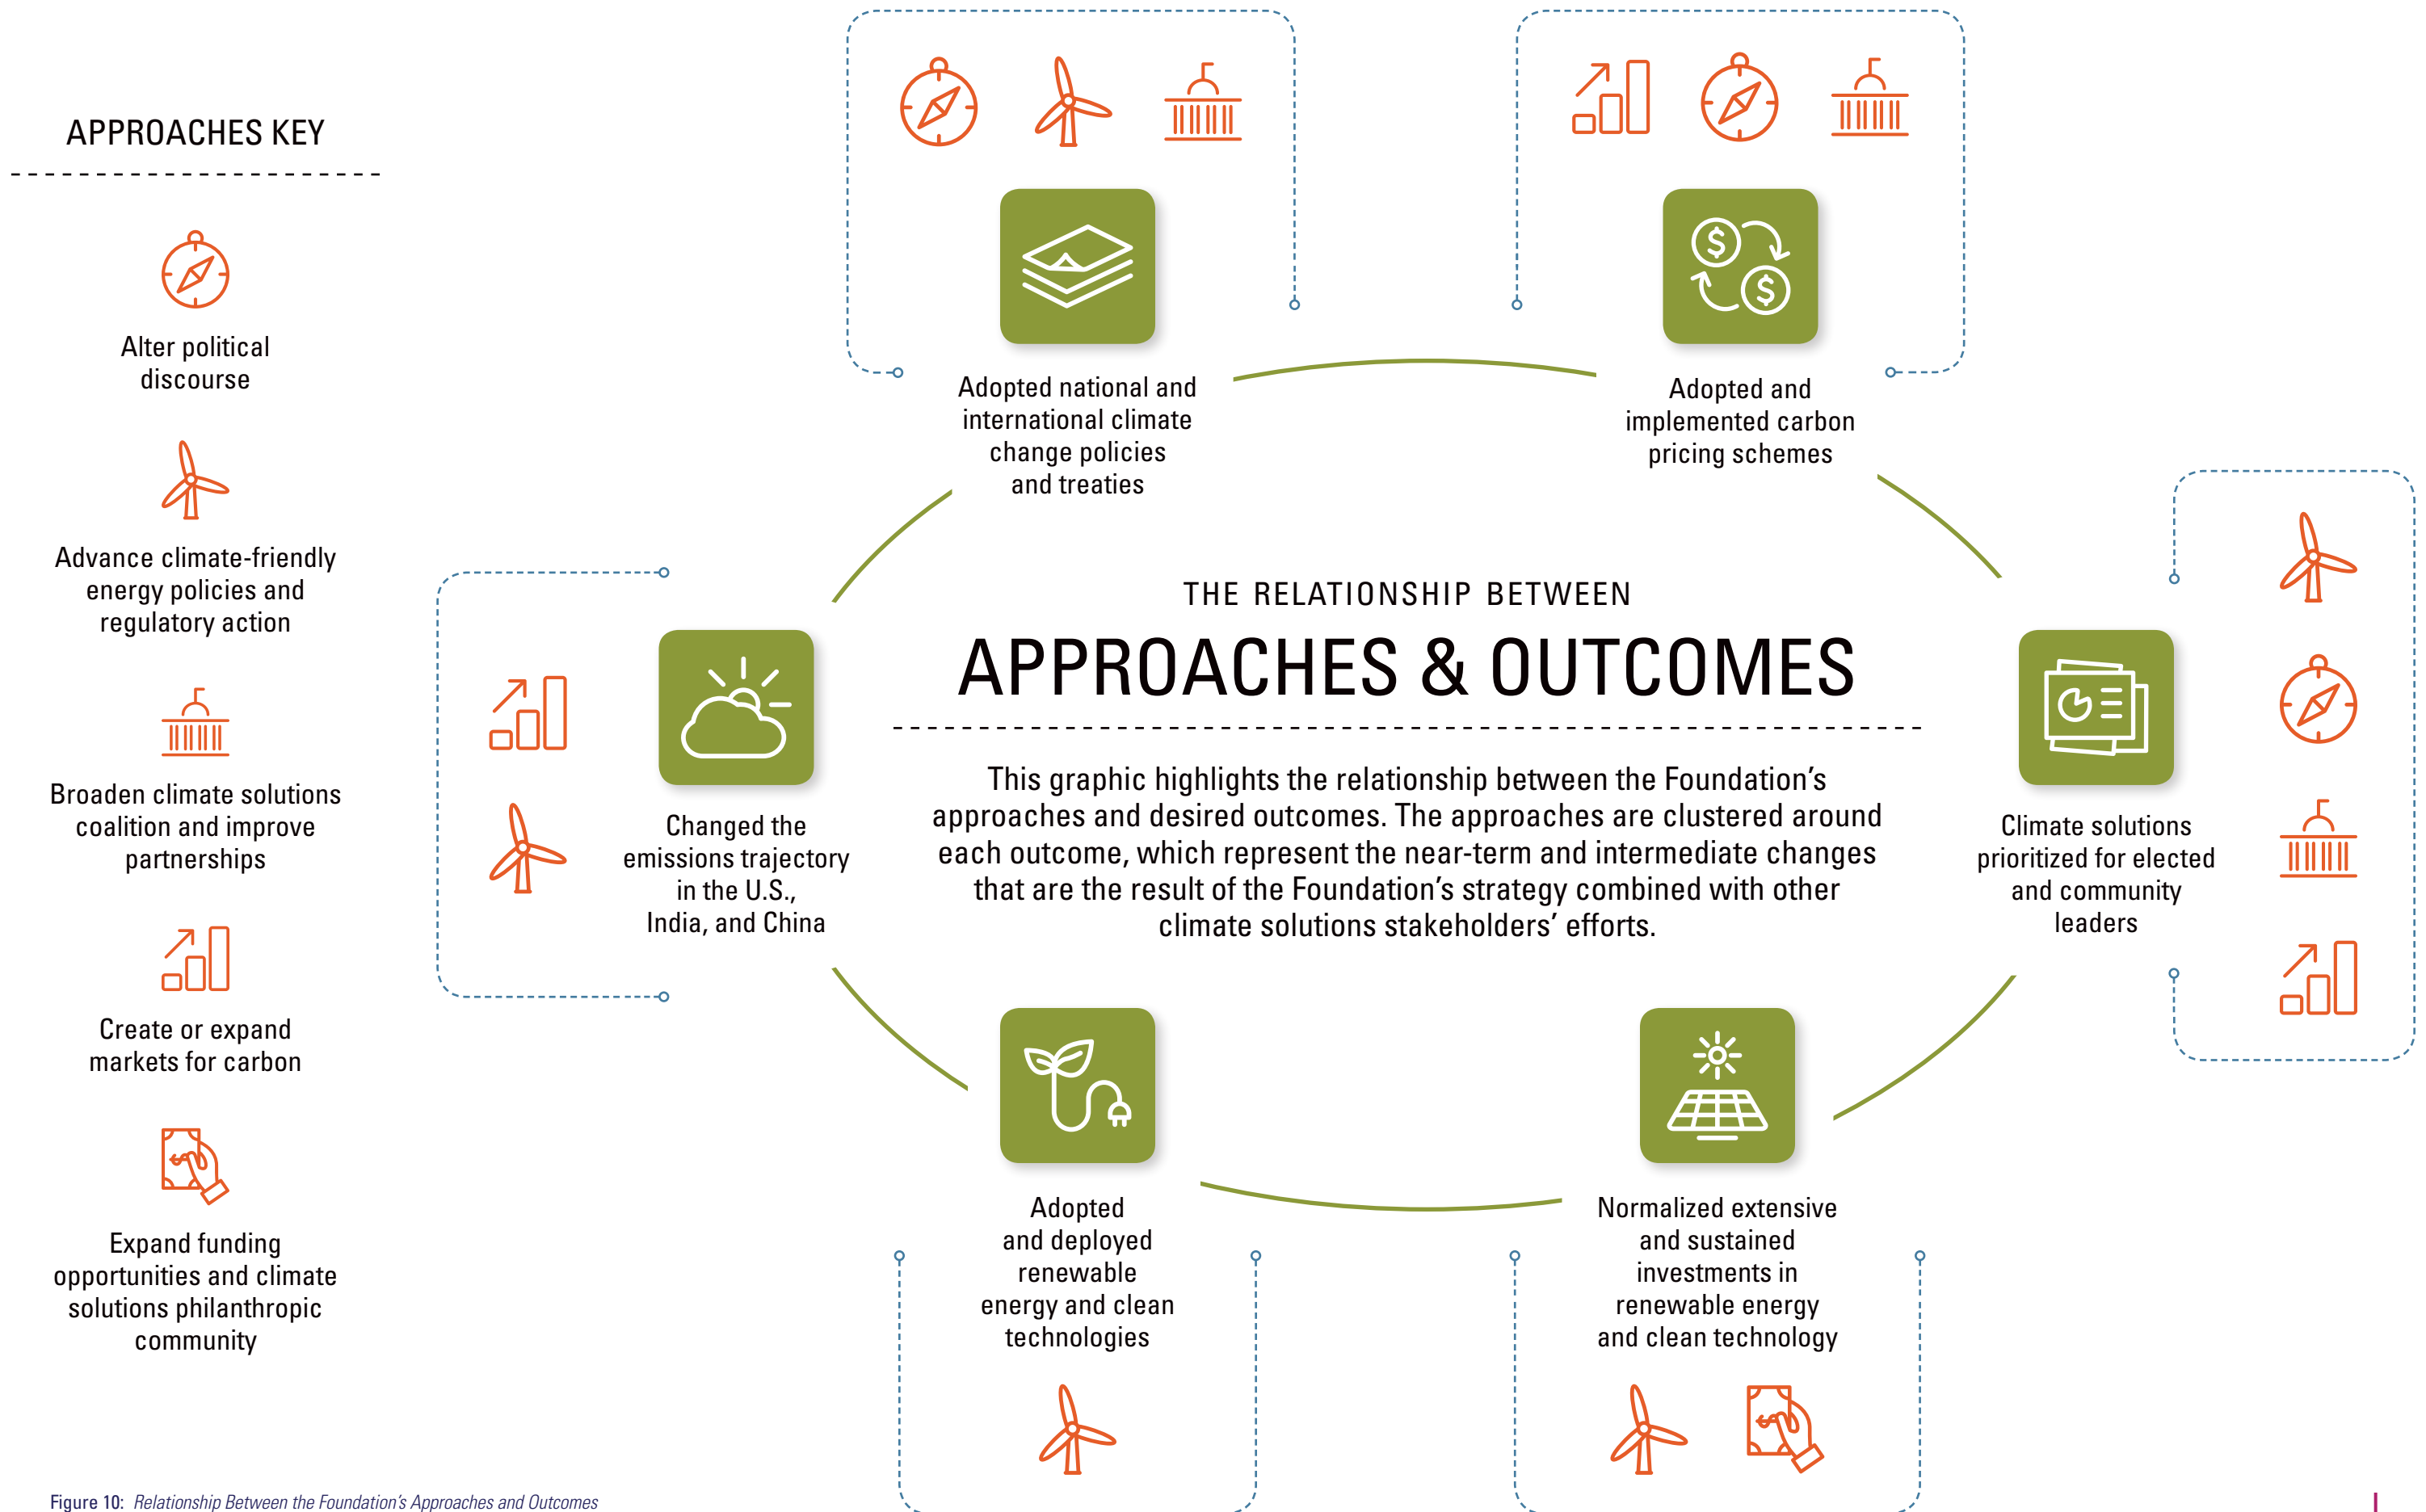 APPROACHES KEY
Alter political
discourse
Advance climate-friendly
energy policies and
regulatory action
Broaden climate solutions
coalition and improve
partnerships
Create or expand
markets for carbon
Expand funding
opportunities and climate
solutions philanthropic
community
Adopted national and
international climate
change policies
and treaties
Adopted and
implemented carbon
pricing schemes
THE RELATIONSHIP BETWEEN
APPROACHES & OUTCOMES
This graphic highlights the relationship between the Foundation’s
approaches and desired outcomes. The approaches are clustered around
each outcome, which represent the near-term and intermediate changes
that are the result of the Foundation’s strategy combined with other
climate solutions stakeholders’ efforts.
Changed the
emissions trajectory
in the U.S.,
India, and China
Climate solutions
prioritized for elected
and community
leaders
Adopted
and deployed
renewable
energy and clean
technologies
Normalized extensive
and sustained
investments in
renewable energy
and clean technology
Figure 10: Relationship Between the Foundation’s Approaches and Outcomes